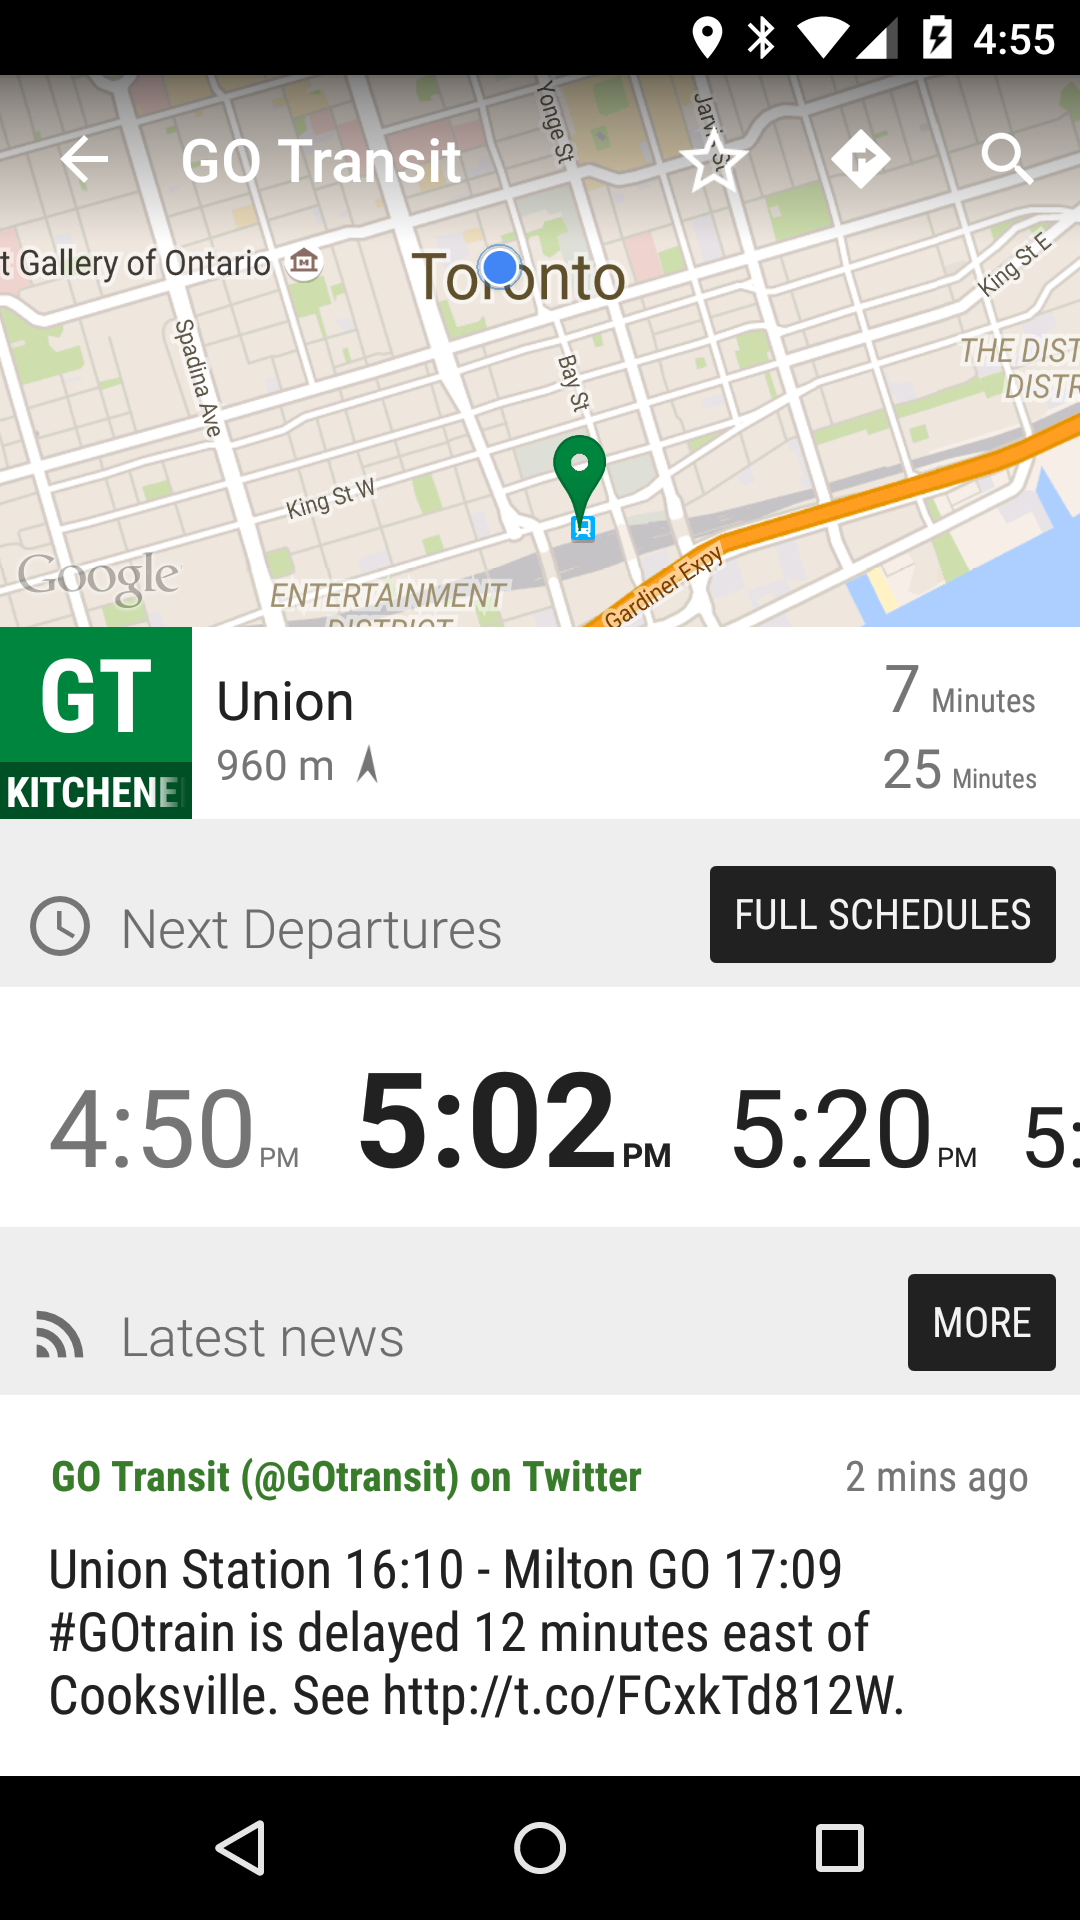 4:55
Yonge St
Jarvis St
GO Transit
t Gallery of Ontario
Toronto
King St E
Spadina Ave
Bay St
THE DIST
DISTR
King St W
Google
ENTERTAINMENT
DISTRICT
Gardiner Expy
GT
KITCHENE
Union
7 Minutes
960 m
25 Minutes
Next Departures
FULL SCHEDULES
4:50 PM
5:02 PM
5:20 PM
5:
Latest news
MORE
GO Transit (@GOtransit) on Twitter
2 mins ago
Union Station 16:10 - Milton GO 17:09
#GOtrain is delayed 12 minutes east of
Cooksville. See http://t.co/FCxkTd812W.